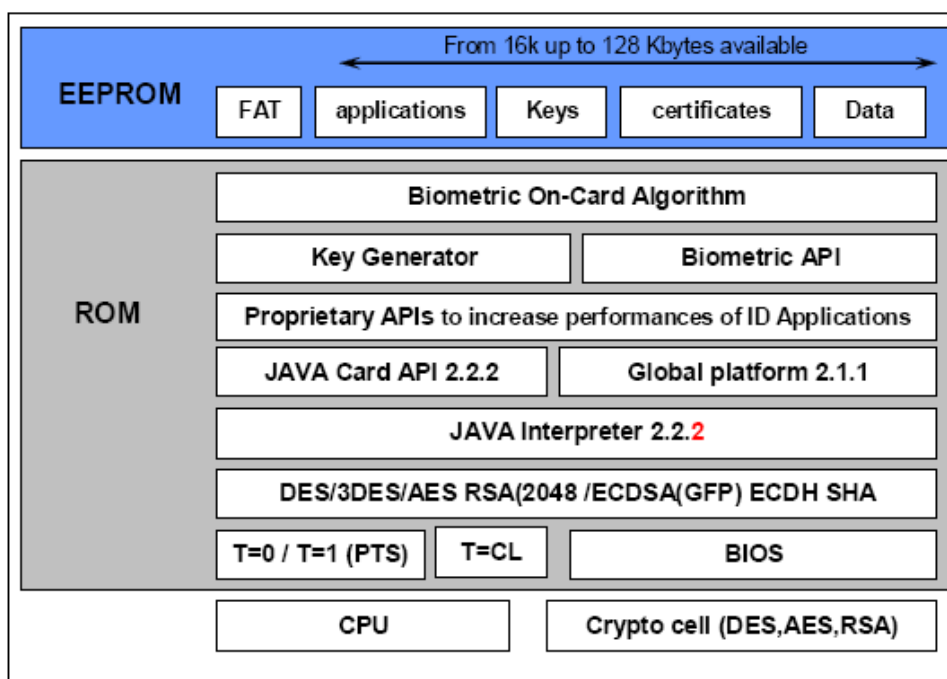 From 16k up to 128 Kbytes available
EEPROM
FAT applications Keys certificates Data
Biometric On-Card Algorithm
Key Generator Biometric API
ROM
Proprietary APIs to increase performances of ID Applications
JAVA Card API 2.2.2 Global platform 2.1.1
JAVA Interpreter 2.2.2
DES/3DES/AES RSA(2048 /ECDSA(GFP) ECDH SHA
T=0 / T=1 (PTS) T=CL BIOS
CPU Crypto cell (DES,AES,RSA)